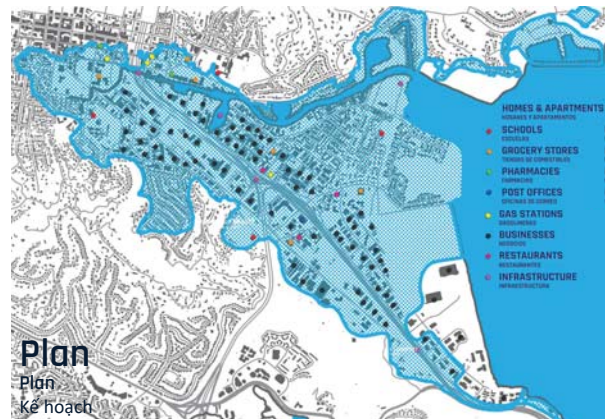 HOMES & APARTMENTS
HOGARES Y APARTAMENTOS
SCHOOLS
ESCUELAS
GROCERY STORES
TIENDAS DE COMESTIBLES
PHARMACIES
FARMACIAS
POST OFFICES
OFICINAS DE CORREO
GAS STATIONS
GASOLINERAS
BUSINESSES
NEGOCIOS
RESTAURANTS
RESTAURANTES
INFRASTRUCTURE
INFRAESTRUCTURA
Plan
Plan
Kế hoạch